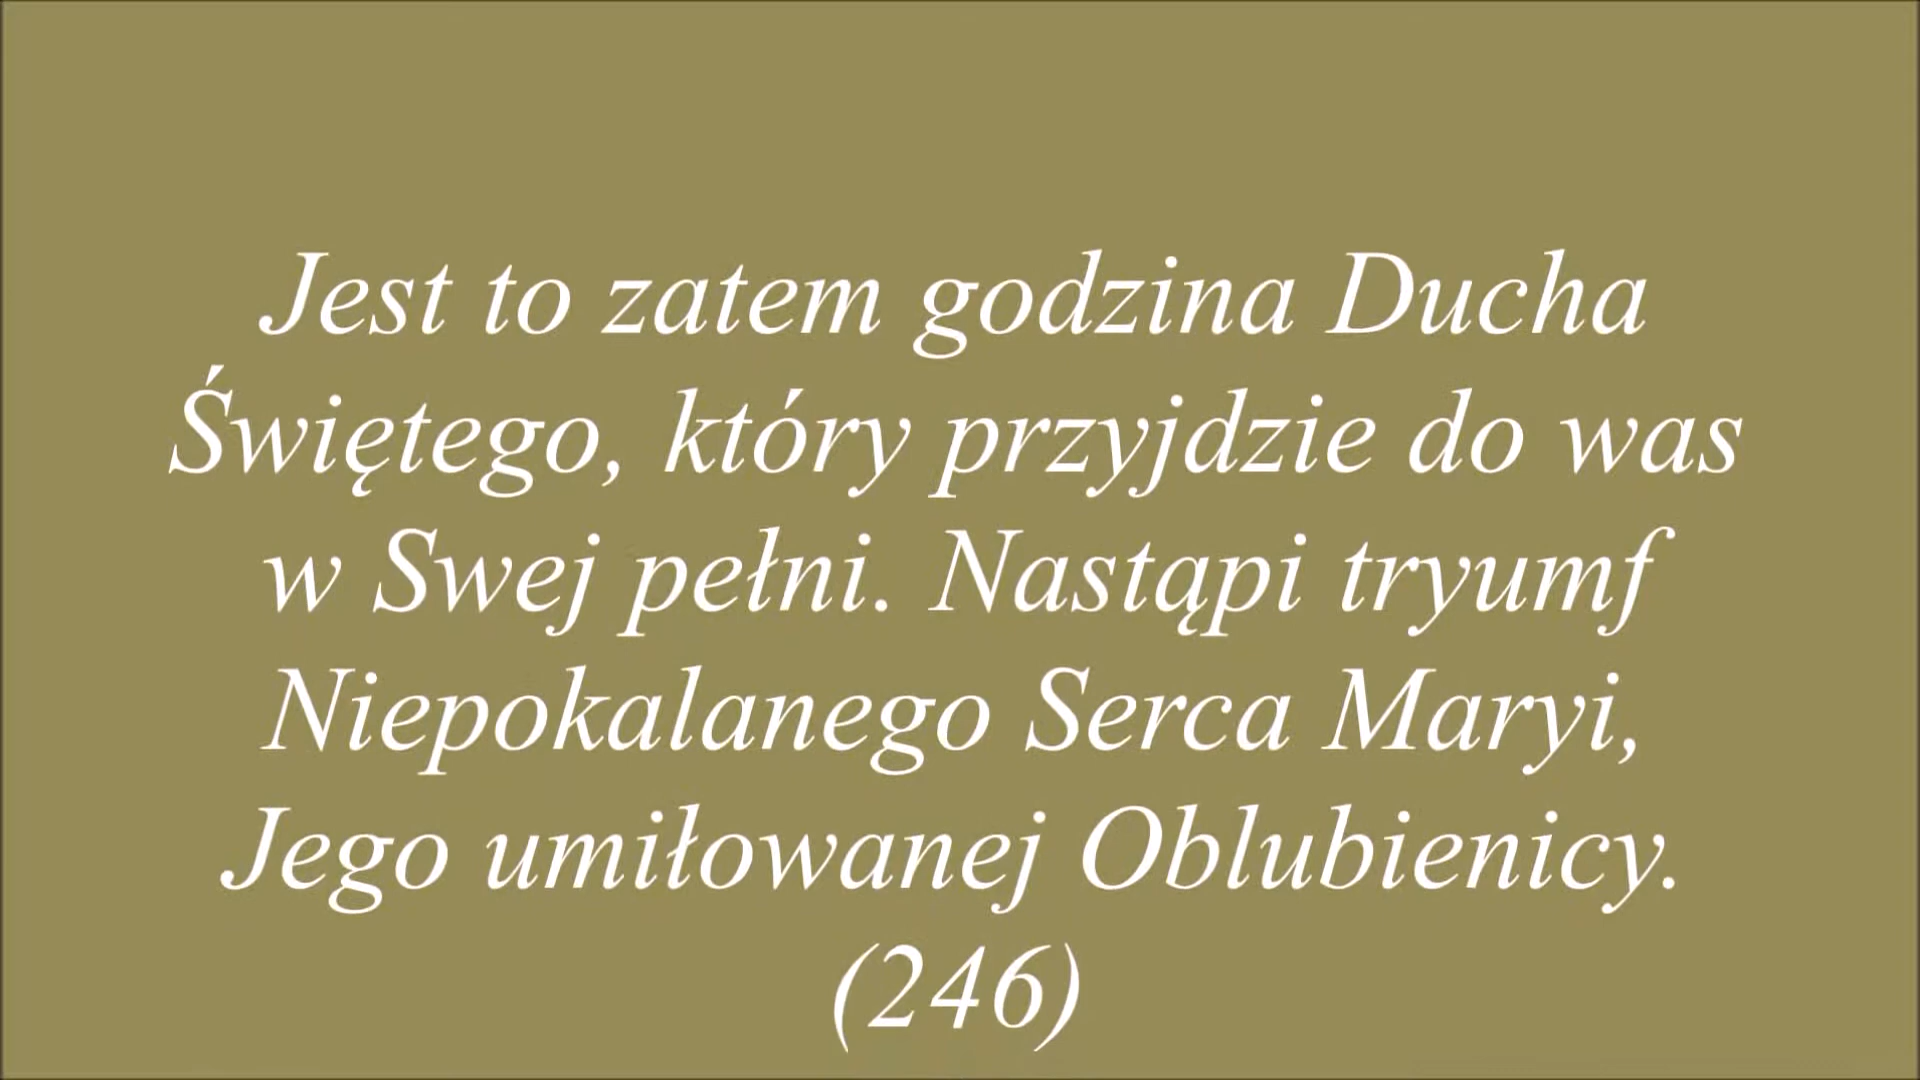 Jest to zatem godzina Ducha
Świętego, który przyjdzie do was
w Swej pełni. Nastąpi tryumf
Niepokalanego Serca Maryi,
Jego umiłowanej Oblubienicy.
(246)